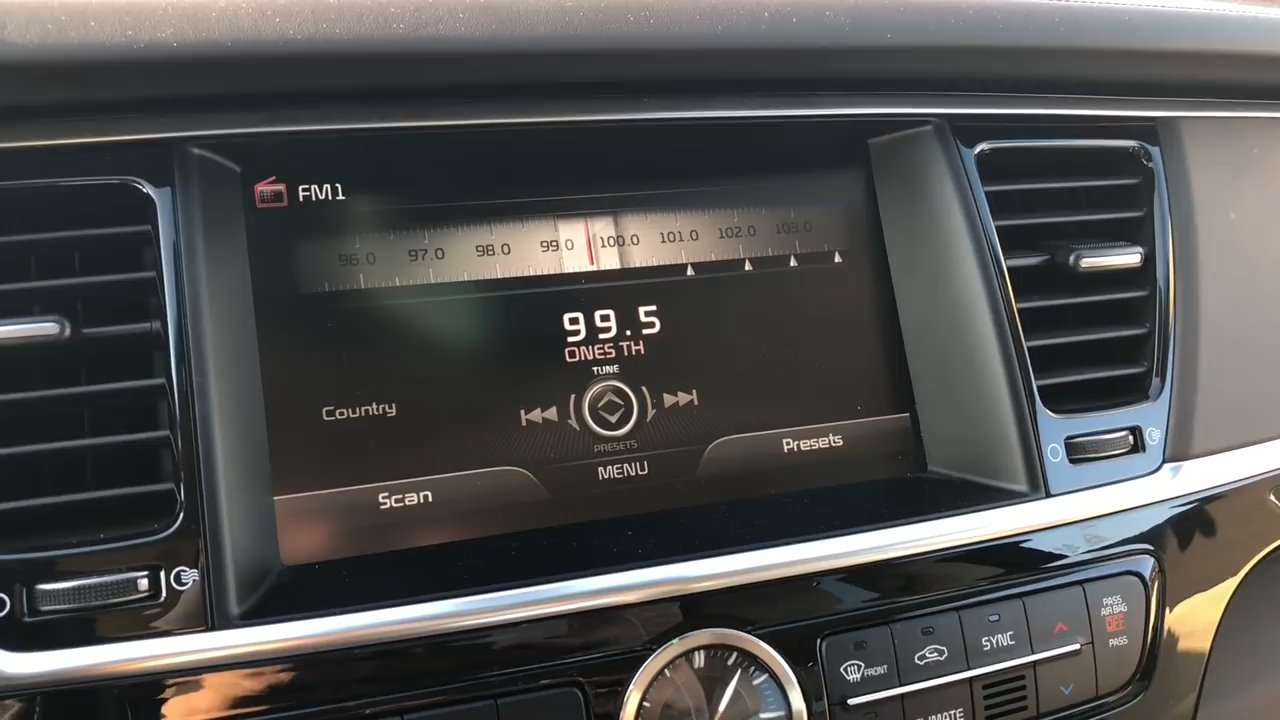 FM1
96.0 97.0 98.0 99.0 100.0 101.0 102.0 103.0
99.5
ONES TH
TUNE
Country
PRESETS
MENU
Presets
Scan
FRONT
SYNC
PASS
AIR BAG
OFF
PASS
CLIMATE